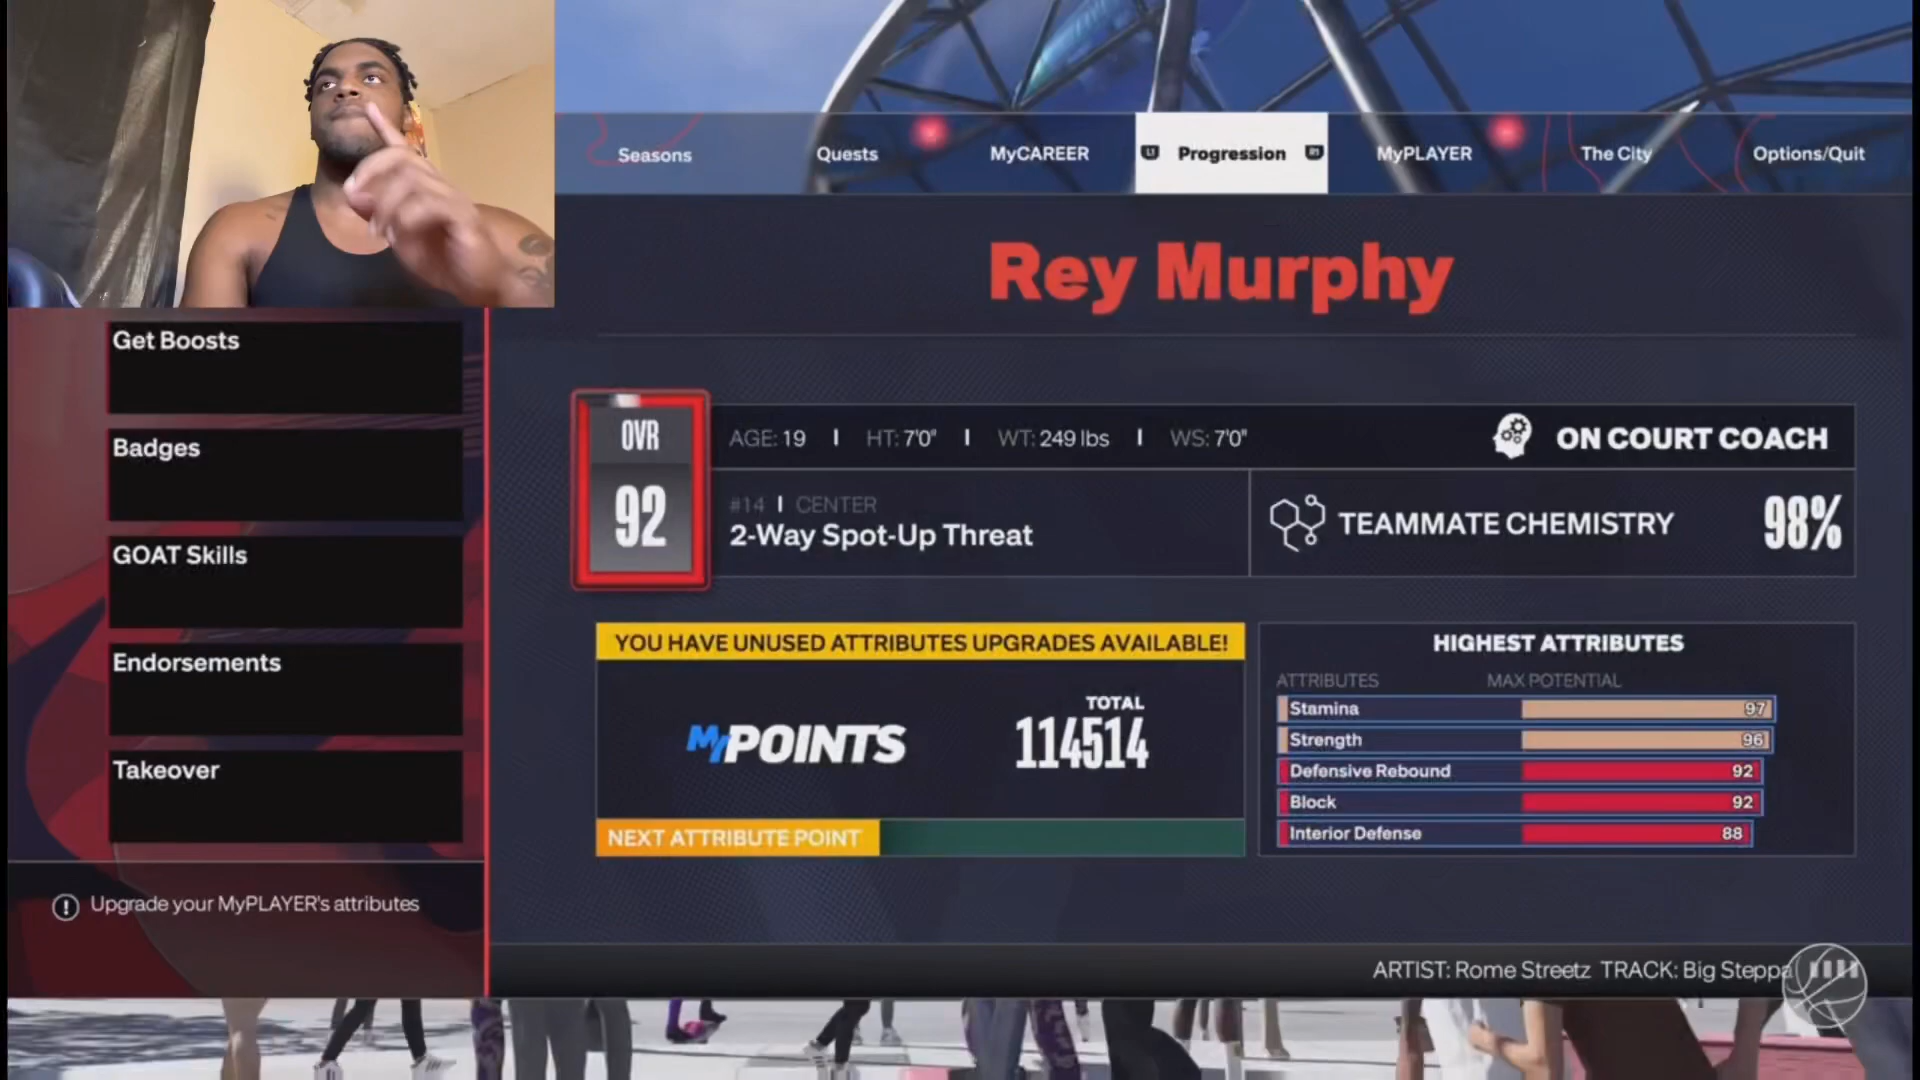 Seasons
Quests
MyCAREER
L1 Progression R1
MyPLAYER
The City
Options/Quit
Rey Murphy
Get Boosts
Badges
GOAT Skills
Endorsements
Takeover
Upgrade your MyPLAYER's attributes
OVR
92
AGE: 19 | HT: 7'0" | WT: 249 lbs | WS: 7'0"
#14 | CENTER
2-Way Spot-Up Threat
ON COURT COACH
TEAMMATE CHEMISTRY 98%
YOU HAVE UNUSED ATTRIBUTES UPGRADES AVAILABLE!
MyPOINTS
TOTAL
114514
NEXT ATTRIBUTE POINT
HIGHEST ATTRIBUTES
ATTRIBUTES MAX POTENTIAL
Stamina 97
Strength 96
Defensive Rebound 92
Block 92
Interior Defense 88
ARTIST: Rome Streetz TRACK: Big Steppa